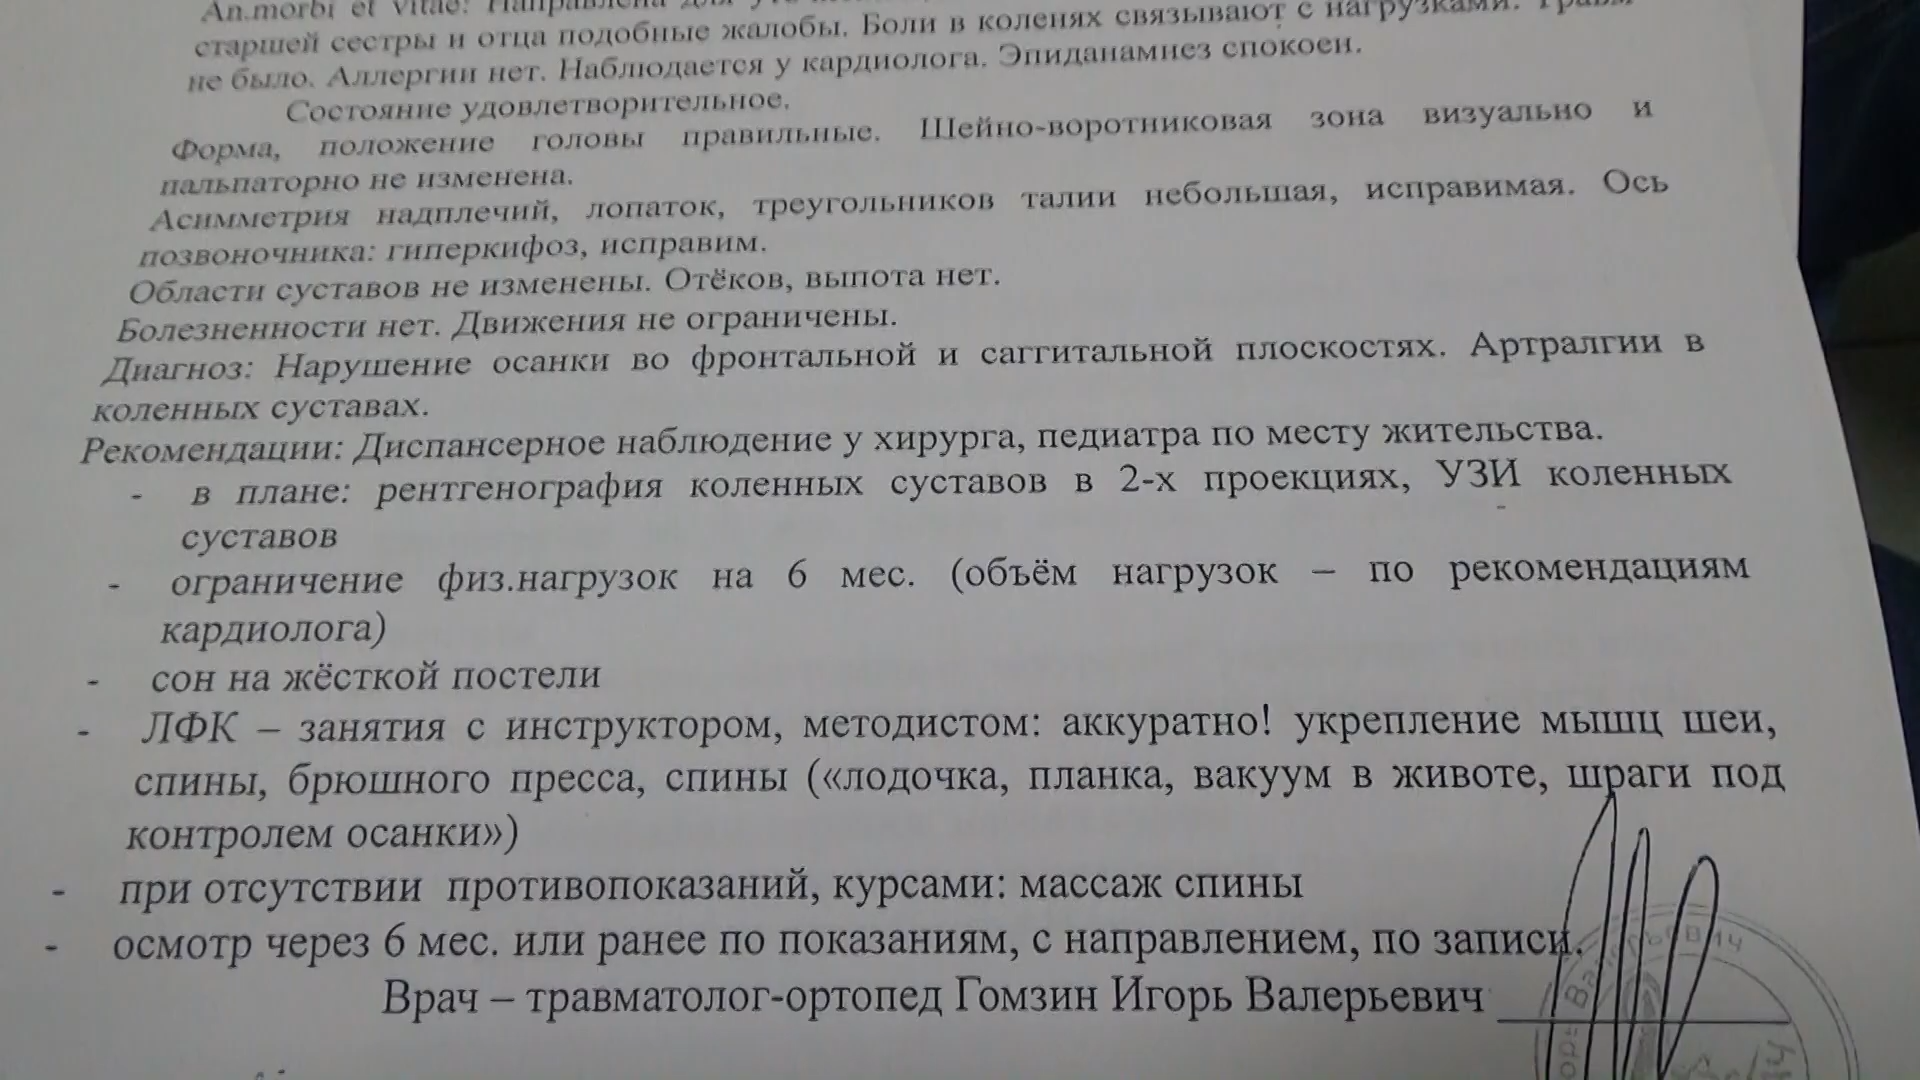 An.morbi et vitae: Направлена для
старшей сестры и отца подобные жалобы. Боли в коленях связывают с нагрузками.
не было. Аллергии нет. Наблюдается у кардиолога. Эпиданамнез спокоен.
Состояние удовлетворительное.
Форма, положение головы правильные. Шейно-воротниковая зона визуально и
пальпаторно не изменена.
Асимметрия надплечий, лопаток, треугольников талии небольшая, исправимая. Ось
позвоночника: гиперкифоз, исправим.
Области суставов не изменены. Отёков, выпота нет.
Болезненности нет. Движения не ограничены.
Диагноз: Нарушение осанки во фронтальной и саггитальной плоскостях. Артралгии в
коленных суставах.
Рекомендации: Диспансерное наблюдение у хирурга, педиатра по месту жительства.
- в плане: рентгенография коленных суставов в 2-х проекциях, УЗИ коленных
суставов
- ограничение физ.нагрузок на 6 мес. (объём нагрузок – по рекомендациям
кардиолога)
- сон на жёсткой постели
- ЛФК – занятия с инструктором, методистом: аккуратно! укрепление мышц шеи,
спины, брюшного пресса, спины («лодочка, планка, вакуум в животе, шраги под
контролем осанки»)
- при отсутствии противопоказаний, курсами: массаж спины
- осмотр через 6 мес. или ранее по показаниям, с направлением, по записи.
Врач – травматолог-ортопед Гомзин Игорь Валерьевич